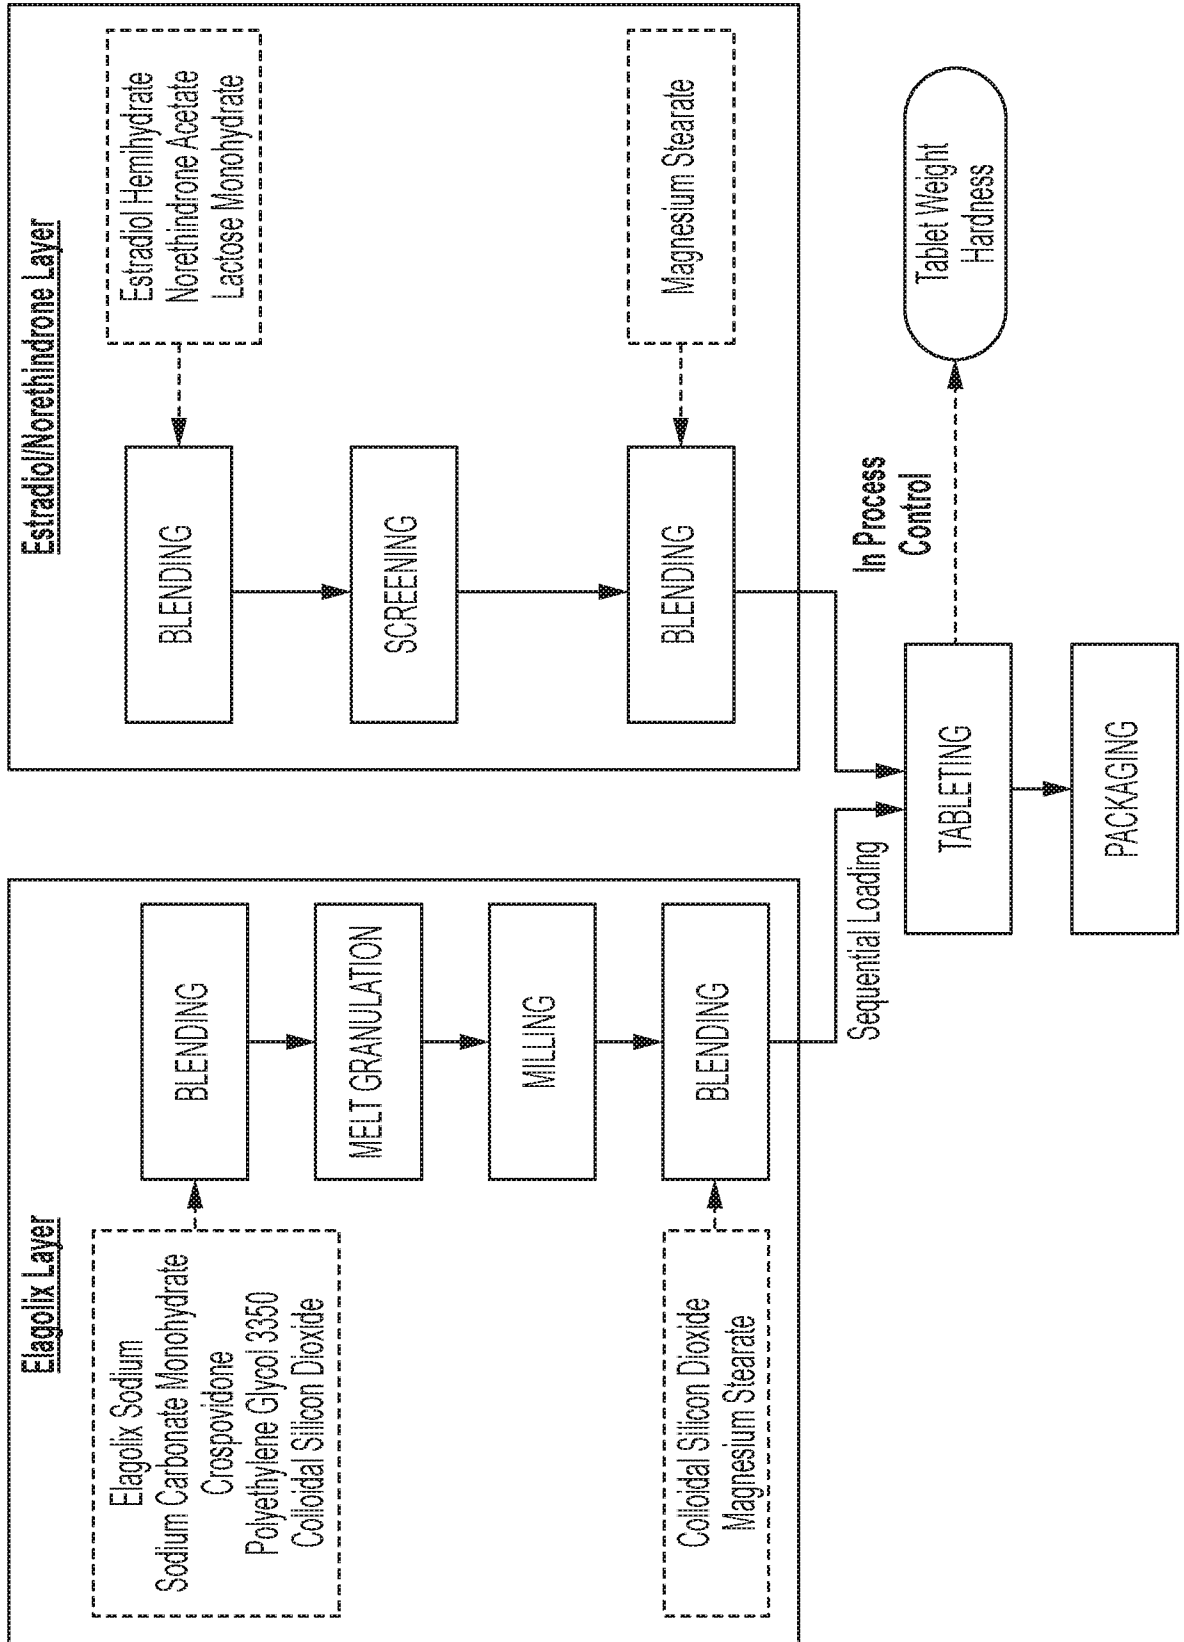 Elagolix Layer
Elagolix Sodium
Sodium Carbonate Monohydrate
Crospovidone
Polyethylene Glycol 3350
Colloidal Silicon Dioxide
BLENDING
MELT GRANULATION
MILLING
Colloidal Silicon Dioxide
Magnesium Stearate
BLENDING
Estradiol/Norethindrone Layer
BLENDING
Estradiol Hemihydrate
Norethindrone Acetate
Lactose Monohydrate
SCREENING
BLENDING
Magnesium Stearate
Sequential Loading
TABLETING
In Process
Control
Tablet Weight
Hardness
PACKAGING